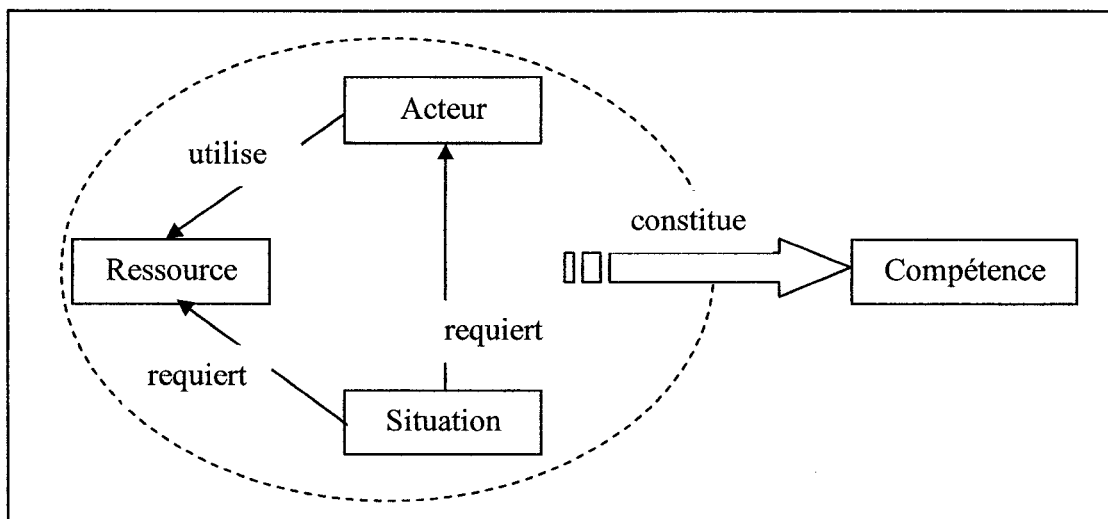 Acteur
utilise
constitue
Ressource
Compétence
requiert
requiert
Situation